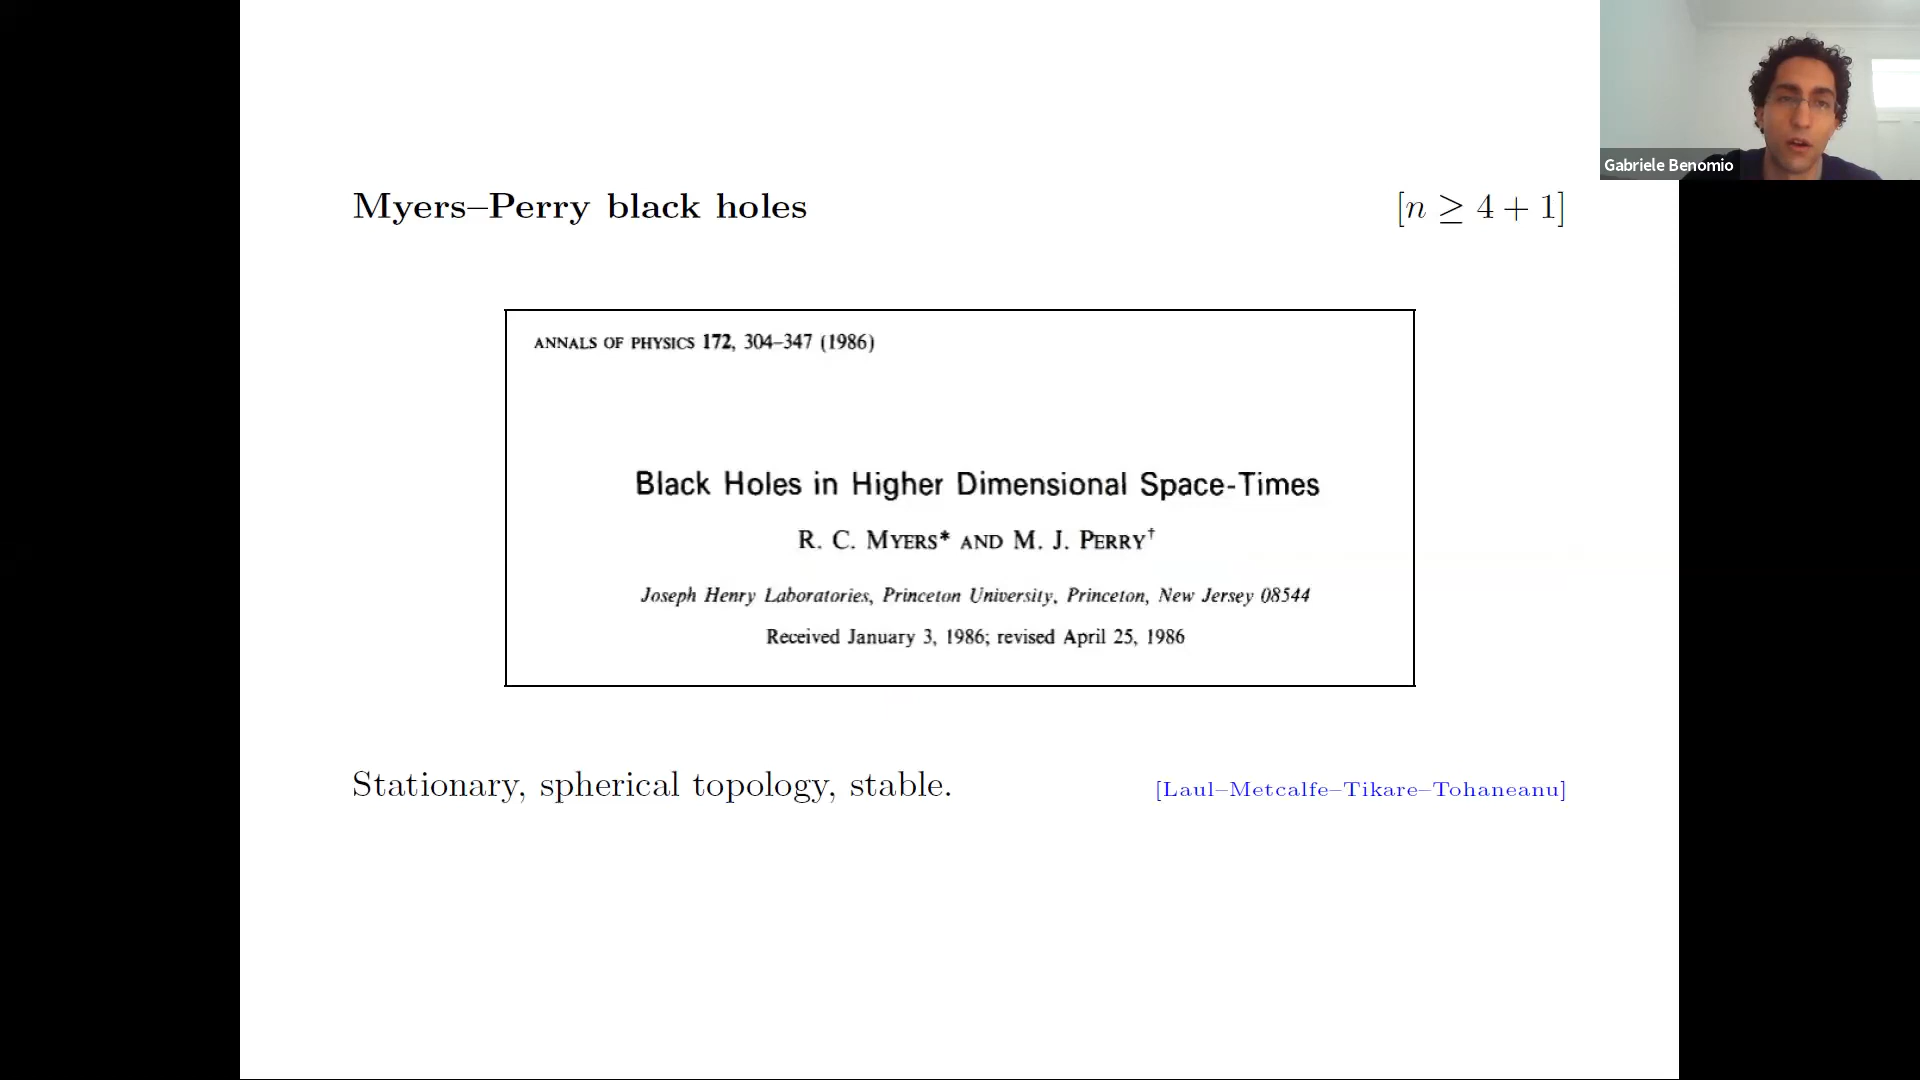 Gabriele Benomio
Myers–Perry black holes [n ≥ 4 + 1]
ANNALS OF PHYSICS 172, 304–347 (1986)
Black Holes in Higher Dimensional Space-Times
R. C. MYERS* AND M. J. PERRY†
Joseph Henry Laboratories, Princeton University, Princeton, New Jersey 08544
Received January 3, 1986; revised April 25, 1986
Stationary, spherical topology, stable. [Laul–Metcalfe–Tikare–Tohaneanu]